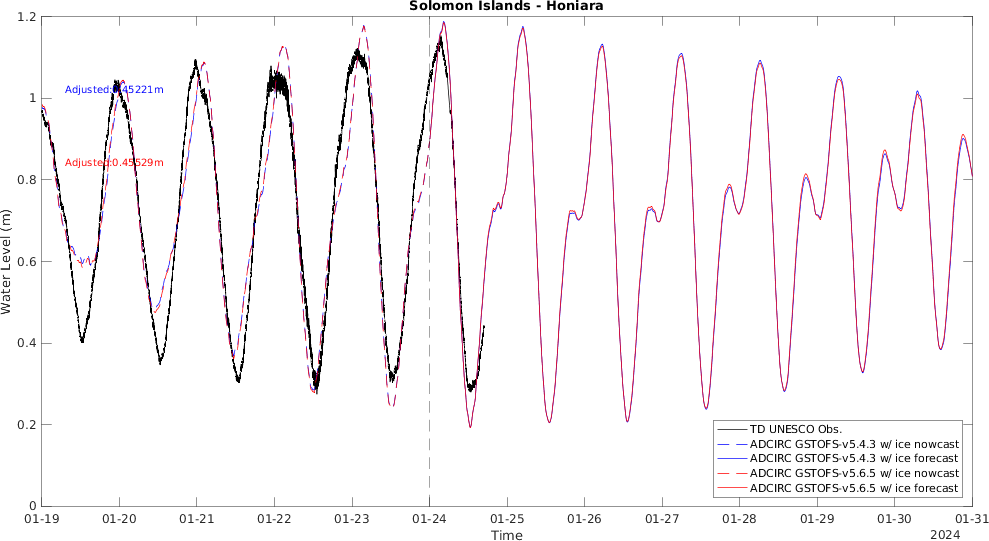 Solomon Islands - Honiara
1.2
1
0.8
0.6
0.4
0.2
0
Water Level (m)
Adjusted:0.45221m
Adjusted:0.45529m
TD UNESCO Obs.
ADCIRC GSTOFS-v5.4.3 w/ ice nowcast
ADCIRC GSTOFS-v5.4.3 w/ ice forecast
ADCIRC GSTOFS-v5.6.5 w/ ice nowcast
ADCIRC GSTOFS-v5.6.5 w/ ice forecast
01-19 01-20 01-21 01-22 01-23 01-24 01-25 01-26 01-27 01-28 01-29 01-30 01-31
Time
2024